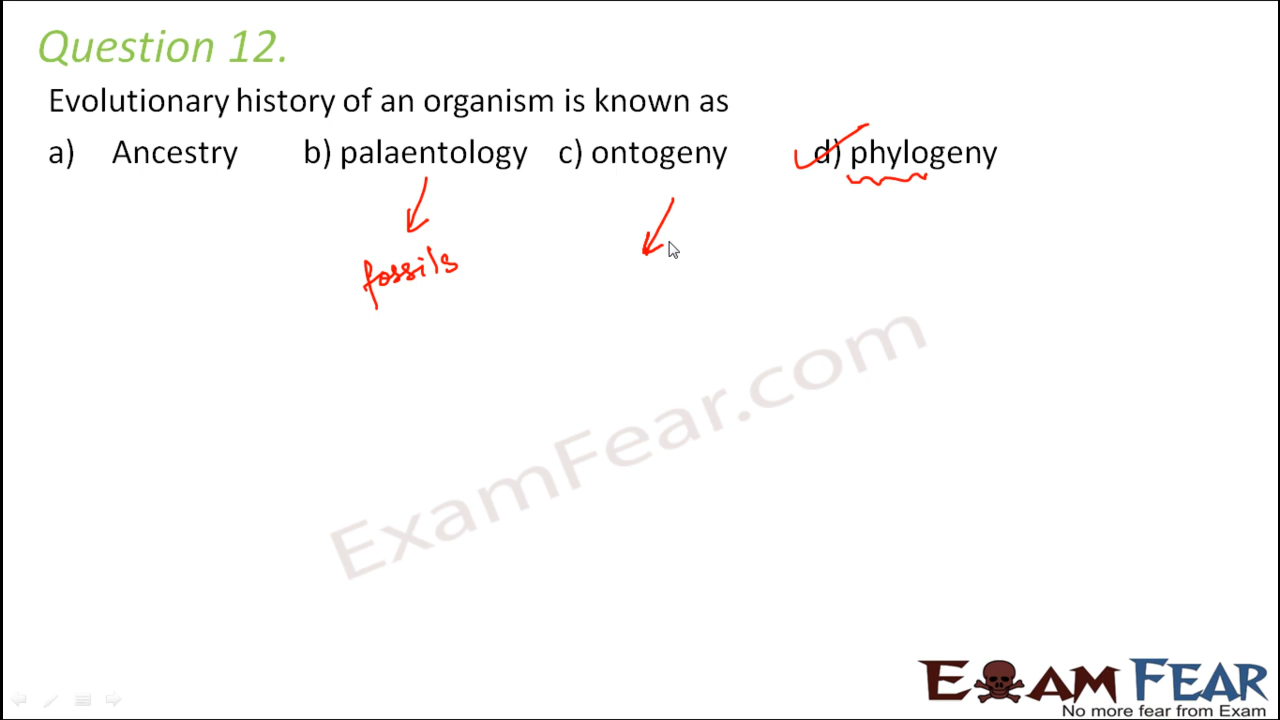 Question 12.
Evolutionary history of an organism is known as
a) Ancestry b) palaentology c) ontogeny d) phylogeny
fossils
ExamFear.com
EXAM FEAR
No more fear from Exam